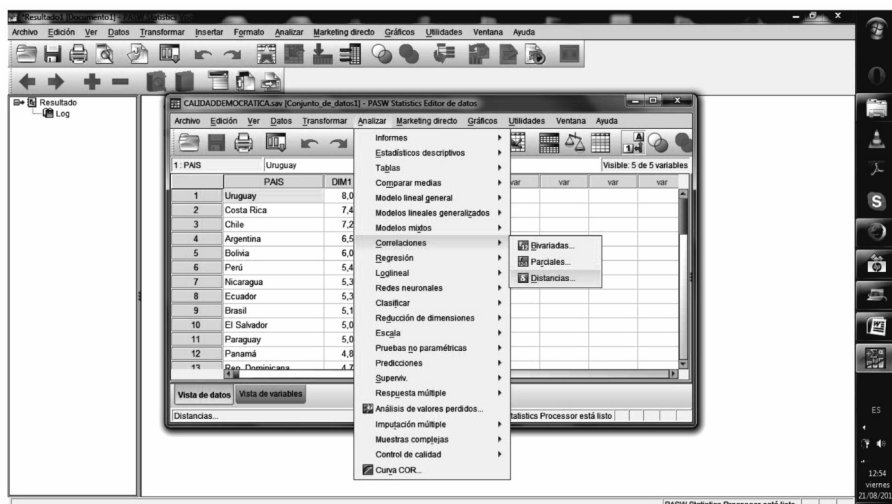 *Resultado1 [Documento1] - PASW Statistics
Archivo Edición Ver Datos Transformar Insertar Formato Analizar Marketing directo Gráficos Utilidades Ventana Ayuda
Resultado
Log
CALIDADDEMOCRATICA.sav [Conjunto_de_datos1] - PASW Statistics Editor de datos
Archivo Edición Ver Datos Transformar Analizar Marketing directo Gráficos Utilidades Ventana Ayuda
1 : PAIS Uruguay Visible: 5 de 5 variables
PAIS DIM1 var var var var
1 Uruguay 8,0
2 Costa Rica 7,4
3 Chile 7,2
4 Argentina 6,5
5 Bolivia 6,0
6 Perú 5,4
7 Nicaragua 5,3
8 Ecuador 5,3
9 Brasil 5,1
10 El Salvador 5,0
11 Paraguay 5,0
12 Panamá 4,8
13 Rep. Dominicana 4,7
Informes
Estadísticos descriptivos
Tablas
Comparar medias
Modelo lineal general
Modelos lineales generalizados
Modelos mixtos
Correlaciones
Regresión
Loglineal
Redes neuronales
Clasificar
Reducción de dimensiones
Escala
Pruebas no paramétricas
Predicciones
Superviv.
Respuesta múltiple
Análisis de valores perdidos...
Imputación múltiple
Muestras complejas
Control de calidad
Curva COR...
Bivariadas...
Parciales...
Distancias...
Vista de datos Vista de variables
Distancias... Statistics Processor está listo
PASW Statistics Processor está listo
ES
12:54
viernes
21/08/201